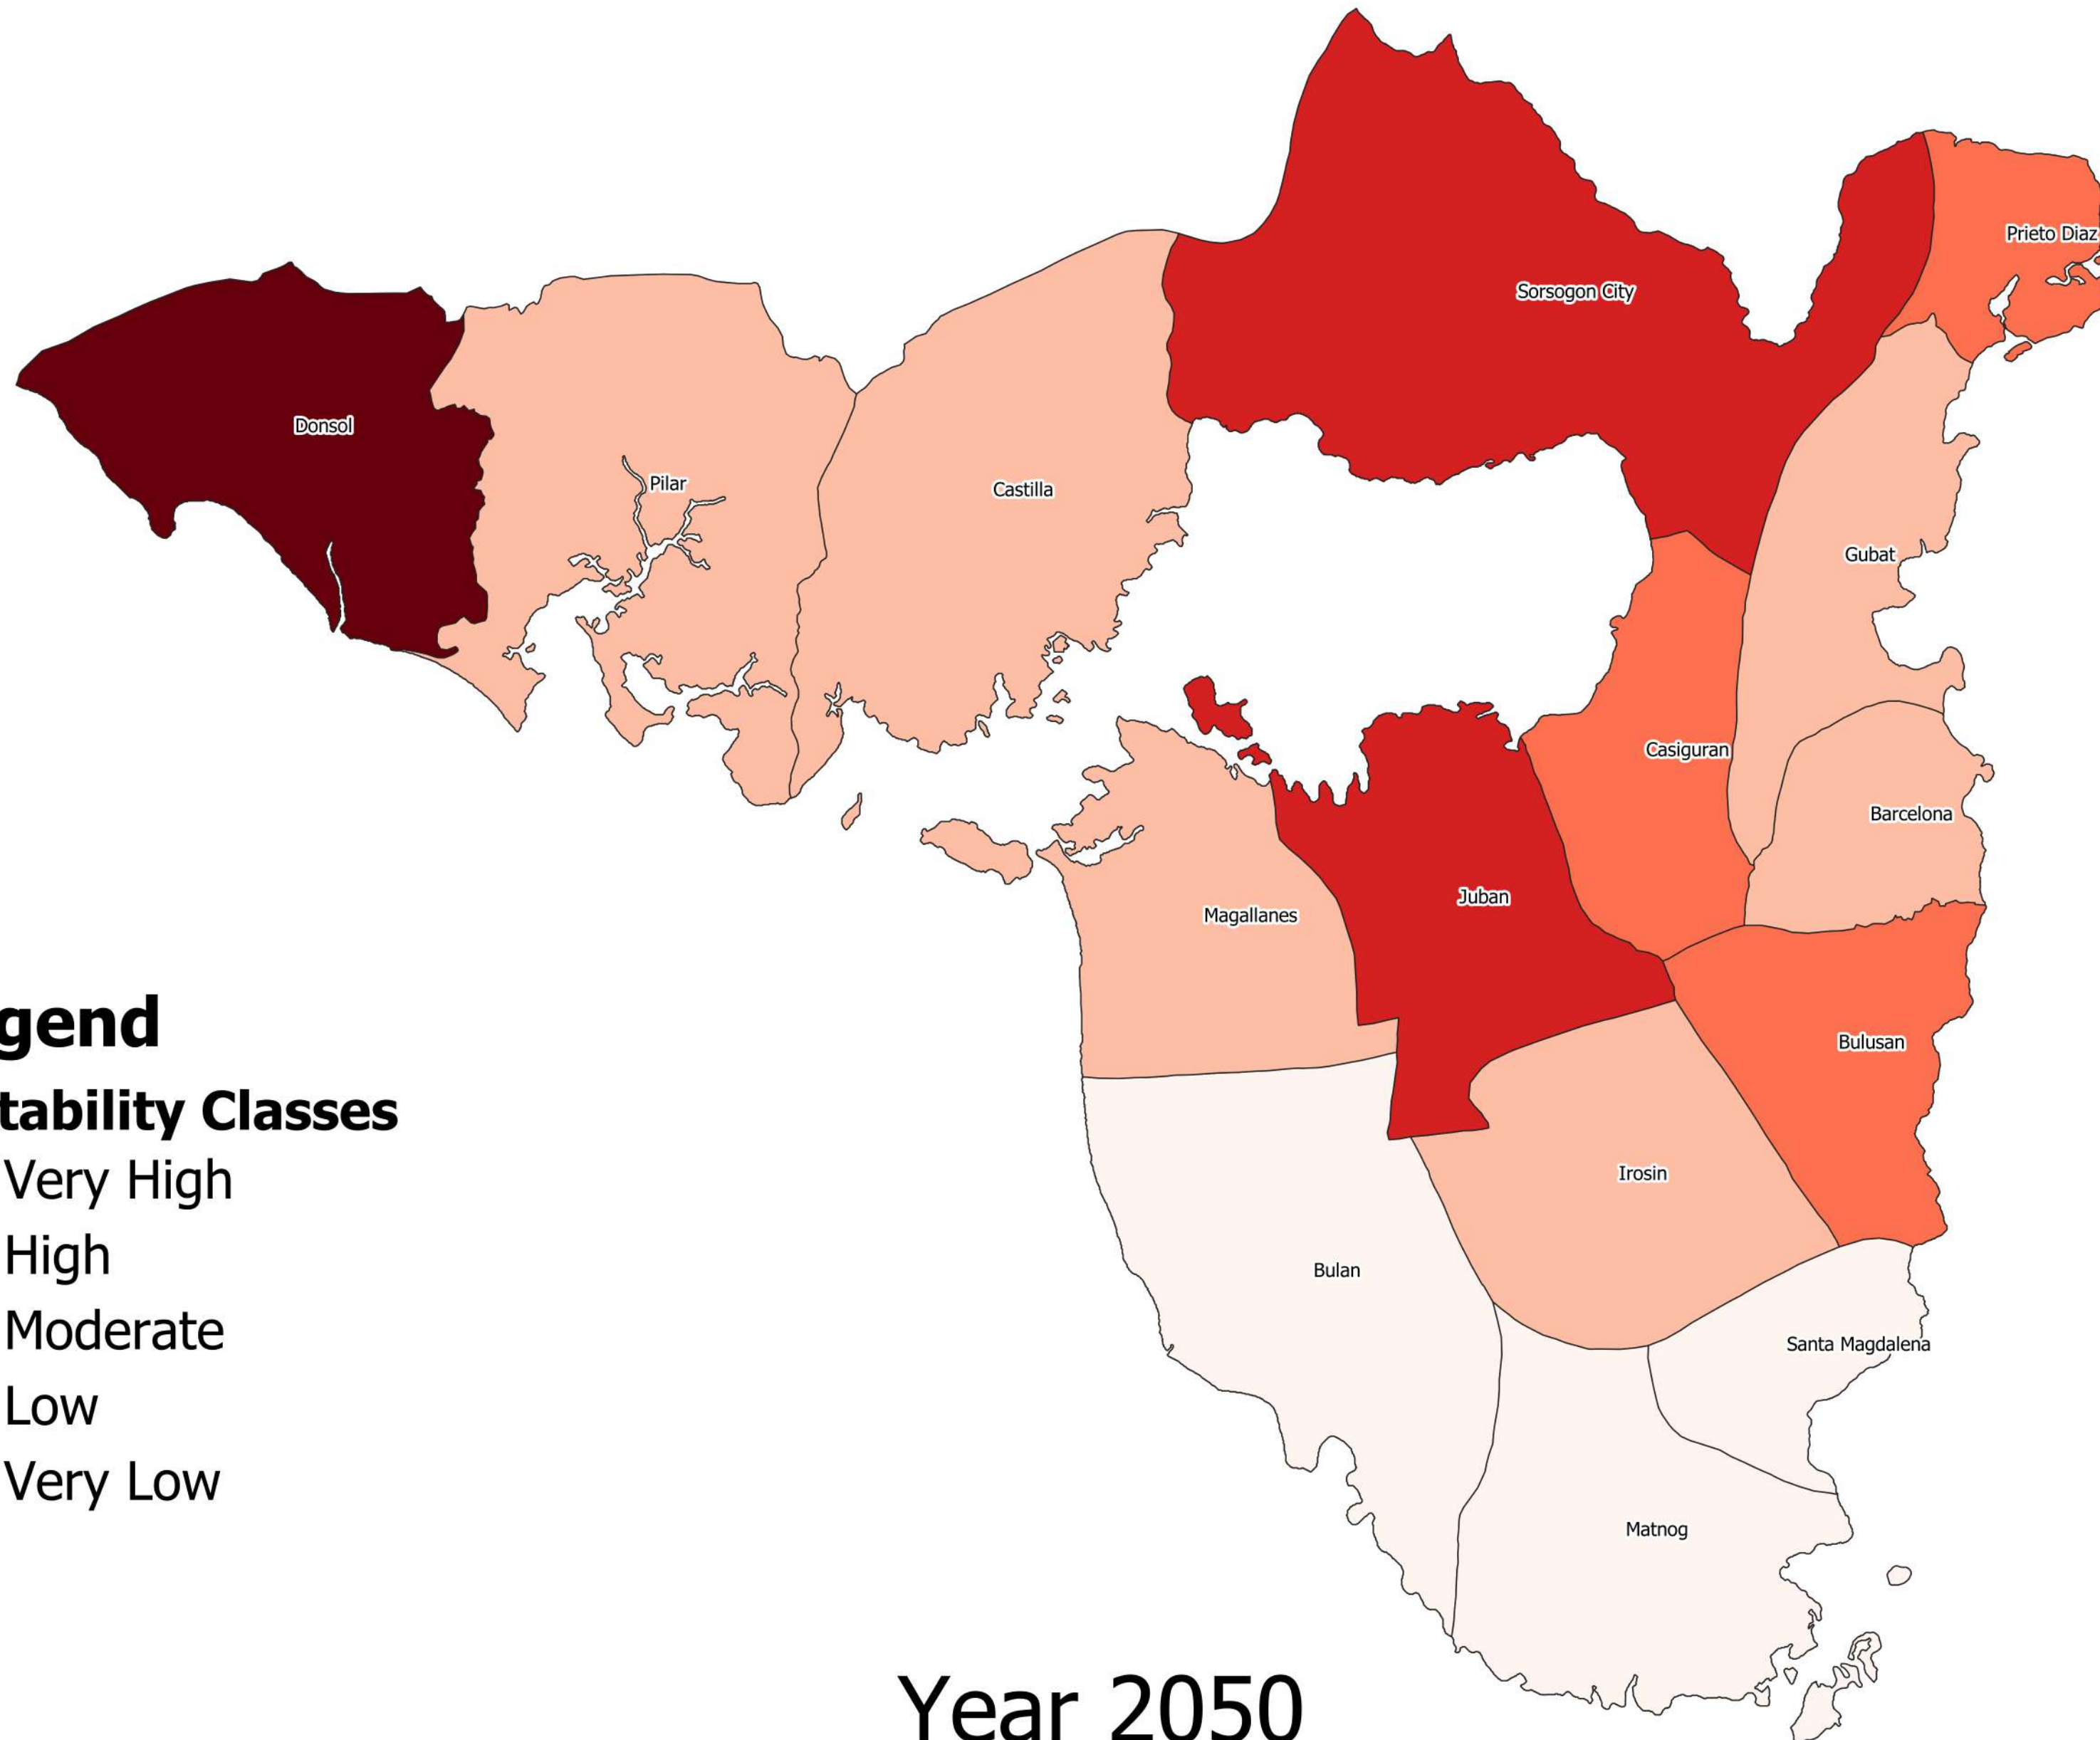 Sorsogon City
Prieto Diaz
Donsol
Pilar
Castilla
Gubat
Casiguran
Barcelona
Juban
Magallanes
Bulusan
Irosin
Bulan
Santa Magdalena
Matnog
gend
tability Classes
Very High
High
Moderate
Low
Very Low
Year 2050